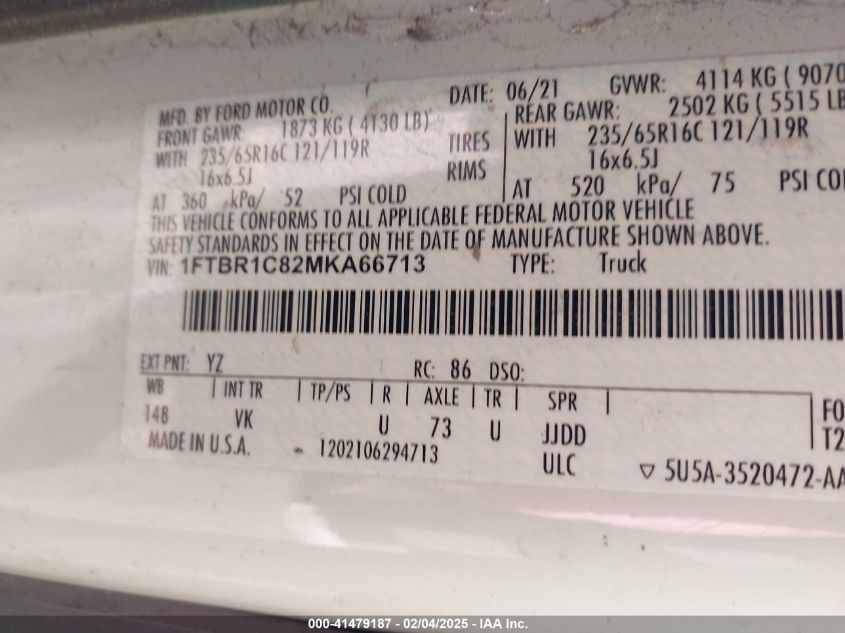 MFD. BY FORD MOTOR CO.
DATE: 06/21 GVWR: 4114 KG ( 9070
FRONT GAWR: 1873 KG ( 4130 LB) REAR GAWR: 2502 KG ( 5515 LB
WITH 235/65R16C 121/119R TIRES WITH 235/65R16C 121/119R
16x6.5J RIMS 16x6.5J
AT 360 kPa/ 52 PSI COLD AT 520 kPa/ 75 PSI COL
THIS VEHICLE CONFORMS TO ALL APPLICABLE FEDERAL MOTOR VEHICLE
SAFETY STANDARDS IN EFFECT ON THE DATE OF MANUFACTURE SHOWN ABOVE.
VIN: 1FTBR1C82MKA66713 TYPE: Truck
EXT PNT: YZ RC: 86 DSO:
WB | INT TR | TP/PS | R | AXLE | TR | SPR | FO
148 VK U 73 U JJDD T2
MADE IN U.S.A. - 1202106294713 ULC ▽ 5U5A-3520472-AA
000-41479187 - 02/04/2025 - IAA Inc.